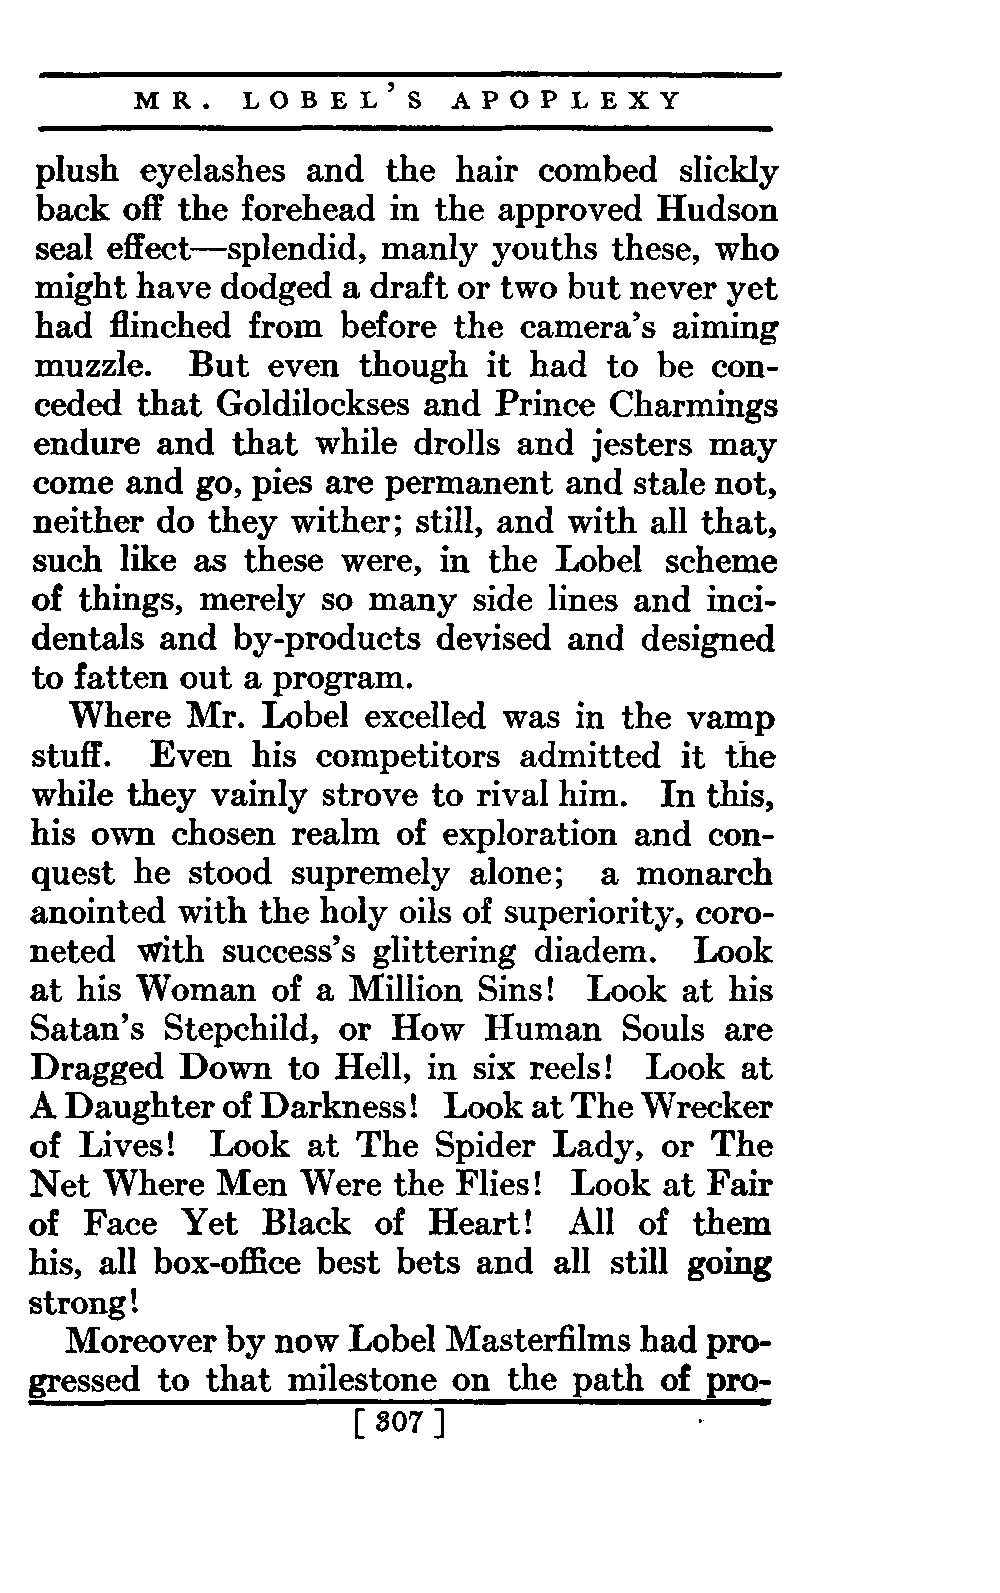 MR. LOBEL'S APOPLEXY
plush eyelashes and the hair combed slickly
back off the forehead in the approved Hudson
seal effect—splendid, manly youths these, who
might have dodged a draft or two but never yet
had flinched from before the camera's aiming
muzzle. But even though it had to be con-
ceded that Goldilockses and Prince Charmings
endure and that while drolls and jesters may
come and go, pies are permanent and stale not,
neither do they wither; still, and with all that,
such like as these were, in the Lobel scheme
of things, merely so many side lines and inci-
dentals and by-products devised and designed
to fatten out a program.
Where Mr. Lobel excelled was in the vamp
stuff. Even his competitors admitted it the
while they vainly strove to rival him. In this,
his own chosen realm of exploration and con-
quest he stood supremely alone; a monarch
anointed with the holy oils of superiority, coro-
neted with success's glittering diadem. Look
at his Woman of a Million Sins! Look at his
Satan's Stepchild, or How Human Souls are
Dragged Down to Hell, in six reels! Look at
A Daughter of Darkness! Look at The Wrecker
of Lives! Look at The Spider Lady, or The
Net Where Men Were the Flies! Look at Fair
of Face Yet Black of Heart! All of them
his, all box-office best bets and all still going
strong!
Moreover by now Lobel Masterfilms had pro-
gressed to that milestone on the path of pro-
[ 307 ]